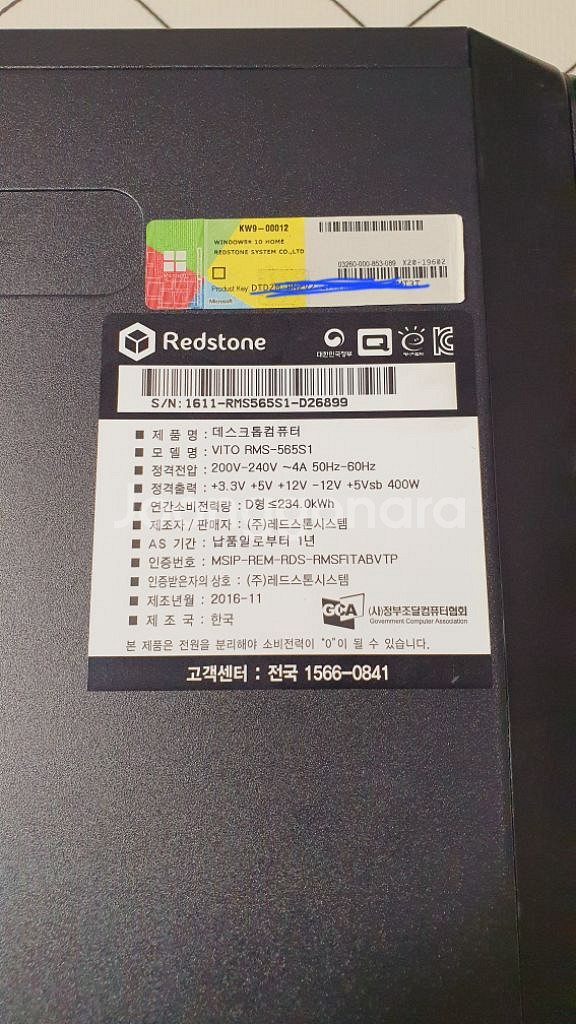 KW9-00012
WINDOWS® 10 HOME
REDSTONE SYSTEM CO.,LTD
03260-000-853-089 X20-19602
Product Key:
Microsoft
Redstone
대한민국정부
S/N: 1611-RMS565S1-D26899
■ 제 품 명 : 데스크톱컴퓨터
■ 모 델 명 : VITO RMS-565S1
■ 정격전압 : 200V-240V ~4A 50Hz-60Hz
■ 정격출력 : +3.3V +5V +12V -12V +5Vsb 400W
■ 연간소비전력량 : D형 ≤234.0kWh
■ 제조자 / 판매자 : (주)레드스톤시스템
■ AS 기간 : 납품일로부터 1년
■ 인증번호 : MSIP-REM-RDS-RMSFITABVTP
■ 인증받은자의 상호 : (주)레드스톤시스템
■ 제조년월 : 2016-11
■ 제 조 국 : 한국
GCA (사)정부조달컴퓨터협회
Government Computer Association
본 제품은 전원을 분리해야 소비전력이 "0"이 될 수 있습니다.
고객센터 : 전국 1566-0841